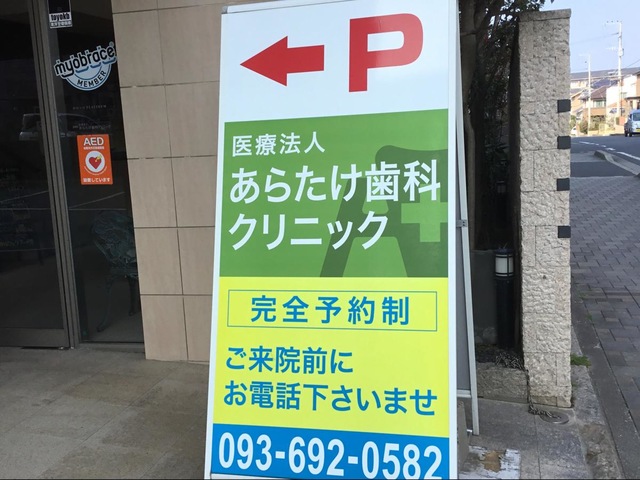 toyoko
myobrace
MEMBER
AED
P
医療法人
あらたけ歯科
クリニック
完全予約制
ご来院前に
お電話下さいませ
093-692-0582